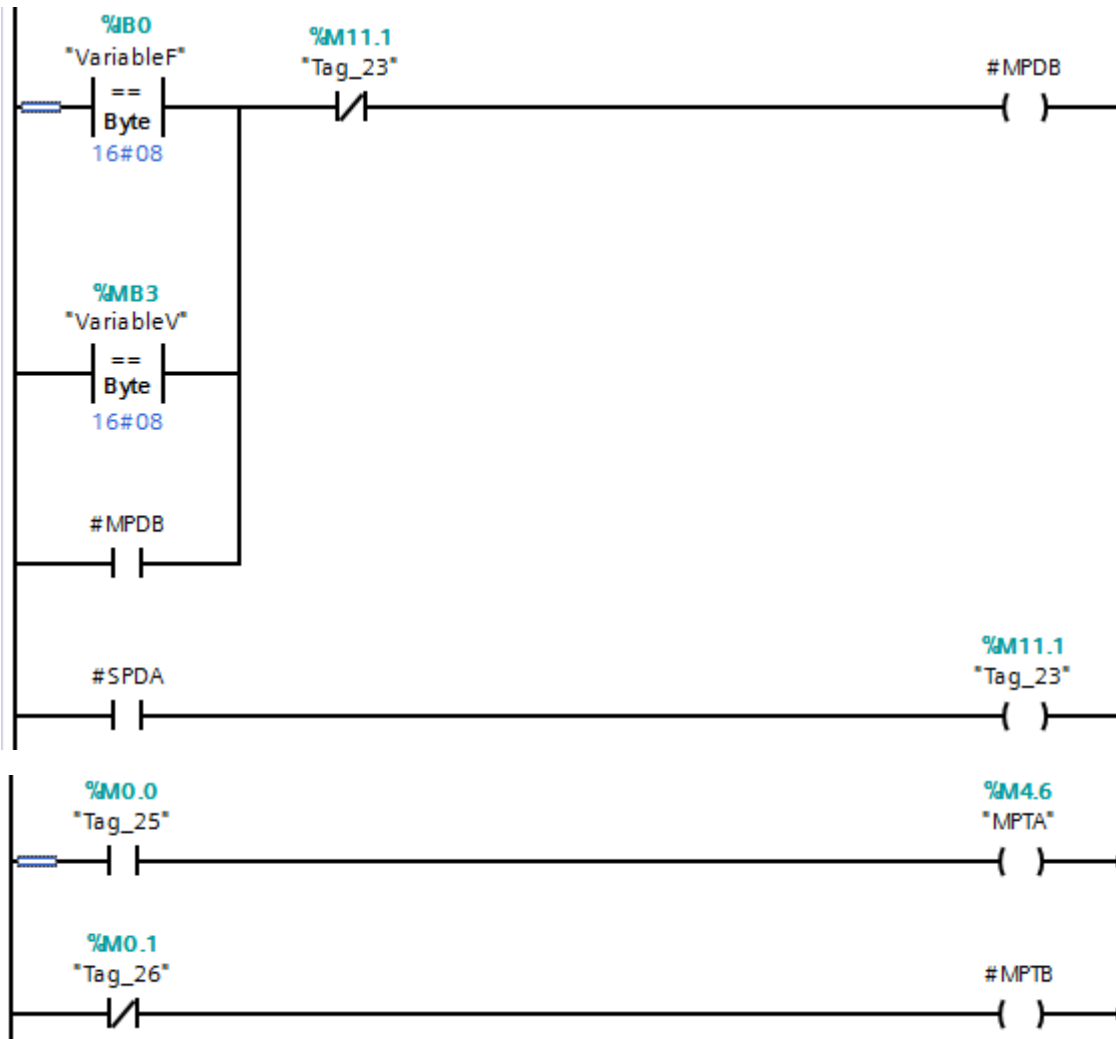 %IB0
"VariableF"
==
Byte
16#08
%M11.1
"Tag_23"
#MPDB
%MB3
"VariableV"
==
Byte
16#08
#MPDB
#SPDA
%M11.1
"Tag_23"
%M0.0
"Tag_25"
%M4.6
"MPTA"
%M0.1
"Tag_26"
#MPTB